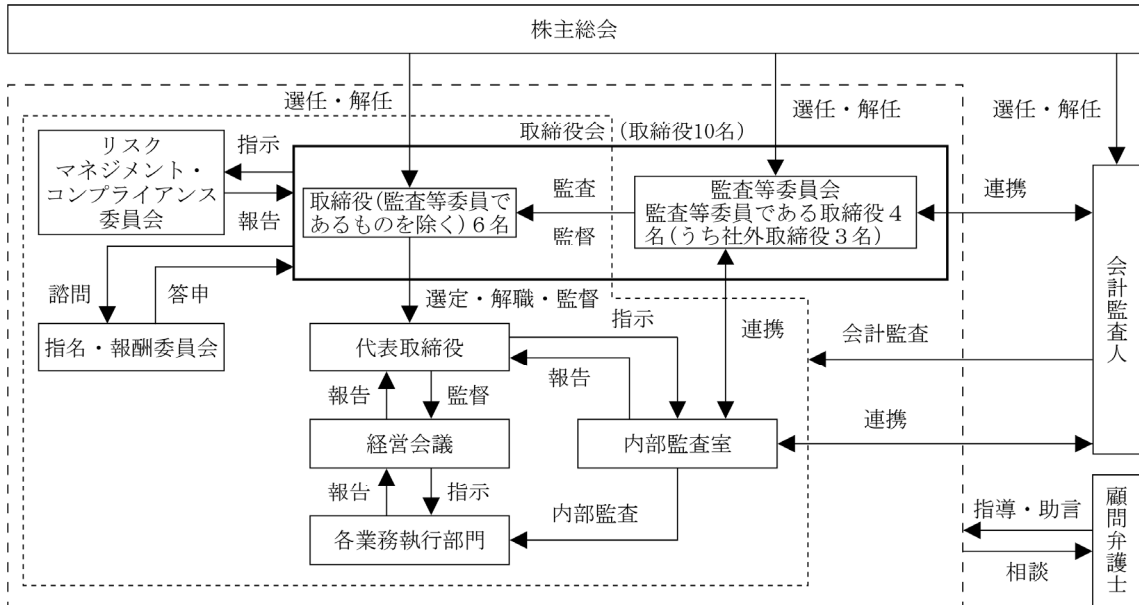 株主総会
選任・解任
選任・解任
選任・解任
取締役会（取締役10名）
リスク
マネジメント・
コンプライアンス
委員会
指示
報告
取締役(監査等委員で
あるものを除く)６名
監査
監督
監査等委員会
監査等委員である取締役４
名(うち社外取締役３名)
連携
会計監査人
諮問
答申
指名・報酬委員会
選定・解職・監督
指示
連携
会計監査
代表取締役
報告
報告
監督
経営会議
内部監査室
連携
報告
指示
内部監査
各業務執行部門
指導・助言
相談
顧問弁護士